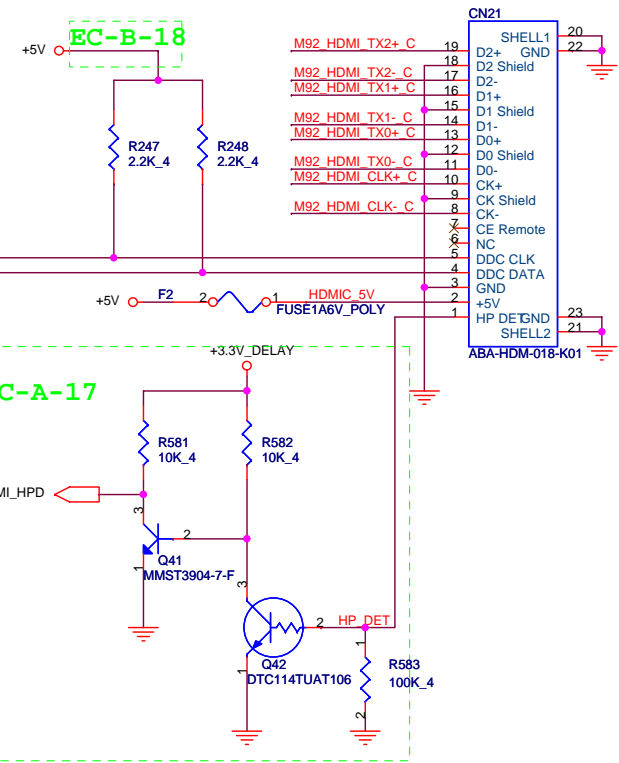 CN21
EC-B-18
+5V
SHELL1 20
GND 22
M92_HDMI_TX2+_C 19 D2+
18 D2 Shield
M92_HDMI_TX2-_C 17 D2-
M92_HDMI_TX1+_C 16 D1+
15 D1 Shield
M92_HDMI_TX1-_C 14 D1-
M92_HDMI_TX0+_C 13 D0+
12 D0 Shield
M92_HDMI_TX0-_C 11 D0-
M92_HDMI_CLK+_C 10 CK+
9 CK Shield
M92_HDMI_CLK-_C 8 CK-
7 CE Remote
6 NC
5 DDC CLK
4 DDC DATA
3 GND
2 +5V
1 HP DET
GND 23
SHELL2 21
ABA-HDM-018-K01
R247
2.2K_4
R248
2.2K_4
+5V F2 2 1 HDMIC_5V
FUSE1A6V_POLY
+3.3V_DELAY
C-A-17
R581
10K_4
R582
10K_4
MI_HPD
3
2
1
Q41
MMST3904-7-F
3
2 HP_DET
1
Q42
DTC114TUAT106
1
R583
100K_4
2